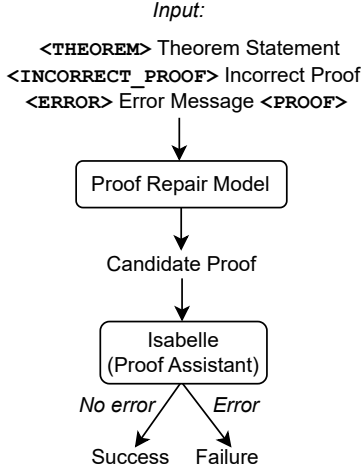 Input:
<THEOREM> Theorem Statement
<INCORRECT_PROOF> Incorrect Proof
<ERROR> Error Message <PROOF>
Proof Repair Model
Candidate Proof
Isabelle
(Proof Assistant)
No error Error
Success Failure